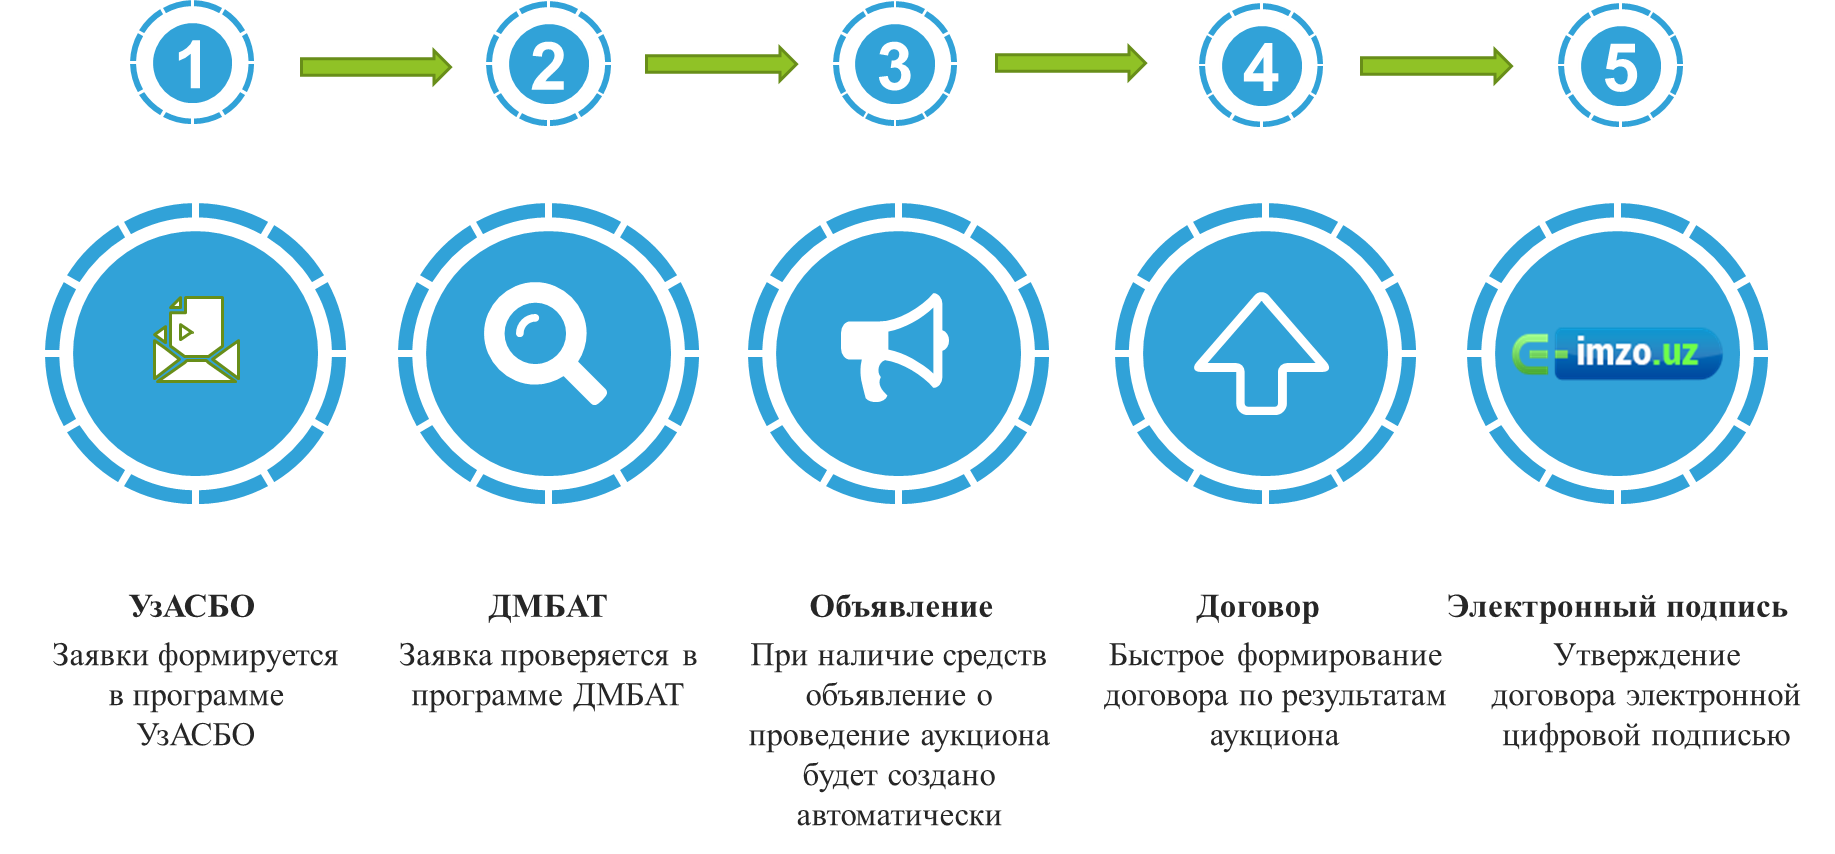 1
2
3
4
5
E-imzo.uz
УзАСБО
Заявки формируется
в программе
УзАСБО
ДМБАТ
Заявка проверяется в
программе ДМБАТ
Объявление
При наличие средств
объявление о
проведение аукциона
будет создано
автоматически
Договор
Быстрое формирование
договора по результатам
аукциона
Электронный подпись
Утверждение
договора электронной
цифровой подписью